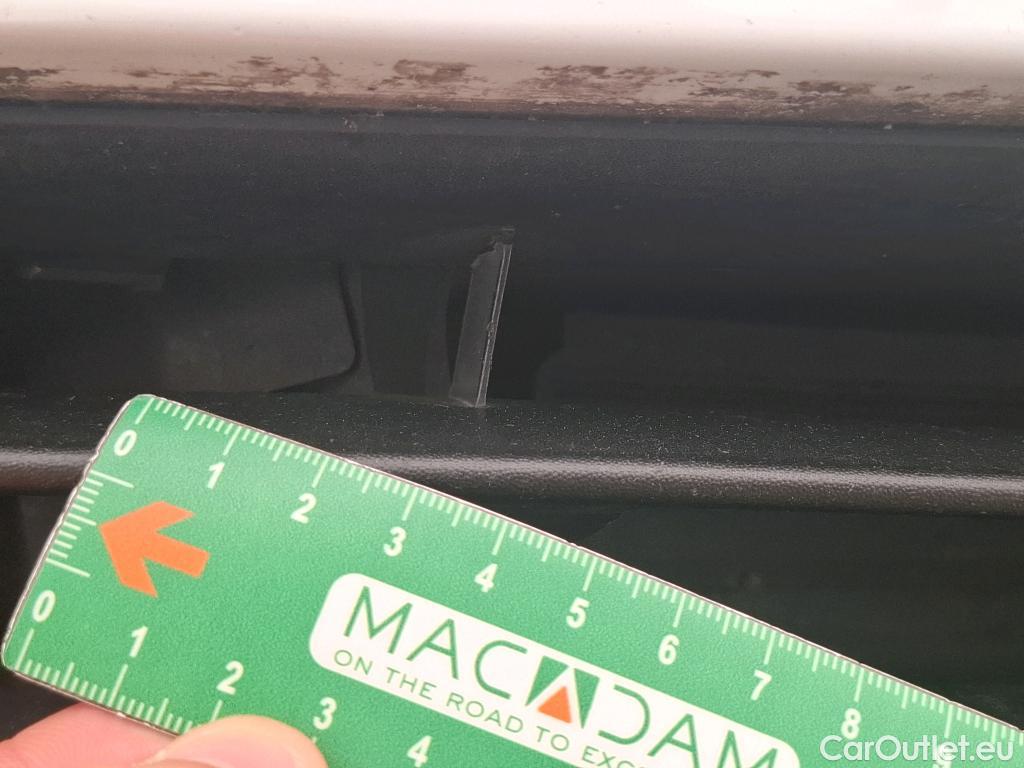 0 1 2 3 4 5 6 7 8 9
MACADAM
ON THE ROAD TO
0 1 2 3 4
CarOutlet.eu